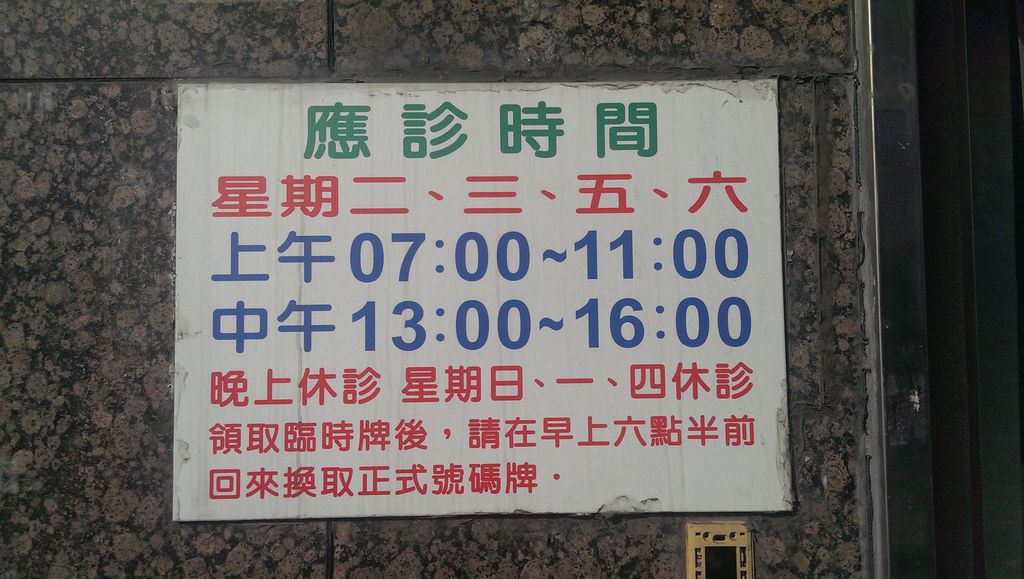 應診時間
星期二、三、五、六
上午07:00~11:00
中午13:00~16:00
晚上休診 星期日、一、四休診
領取臨時牌後,請在早上六點半前
回來換取正式號碼牌.